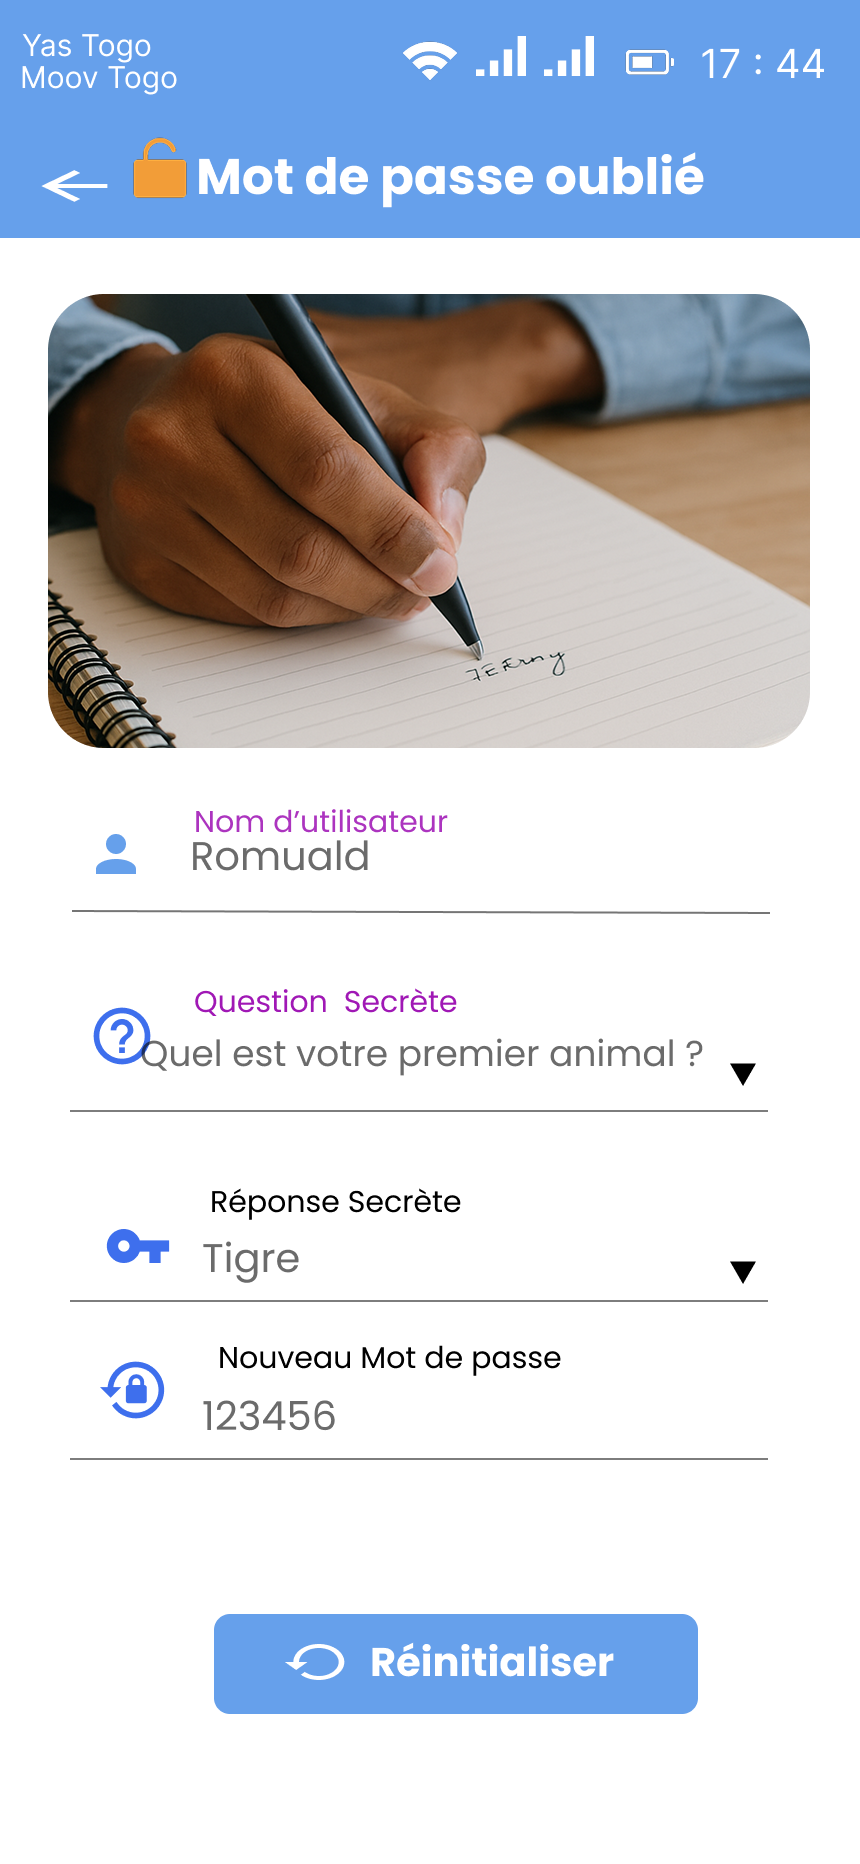 Yas Togo
Moov Togo
17 : 44
Mot de passe oublié
Nom d’utilisateur
Romuald
Question Secrète
Quel est votre premier animal ?
Réponse Secrète
Tigre
Nouveau Mot de passe
123456
Réinitialiser